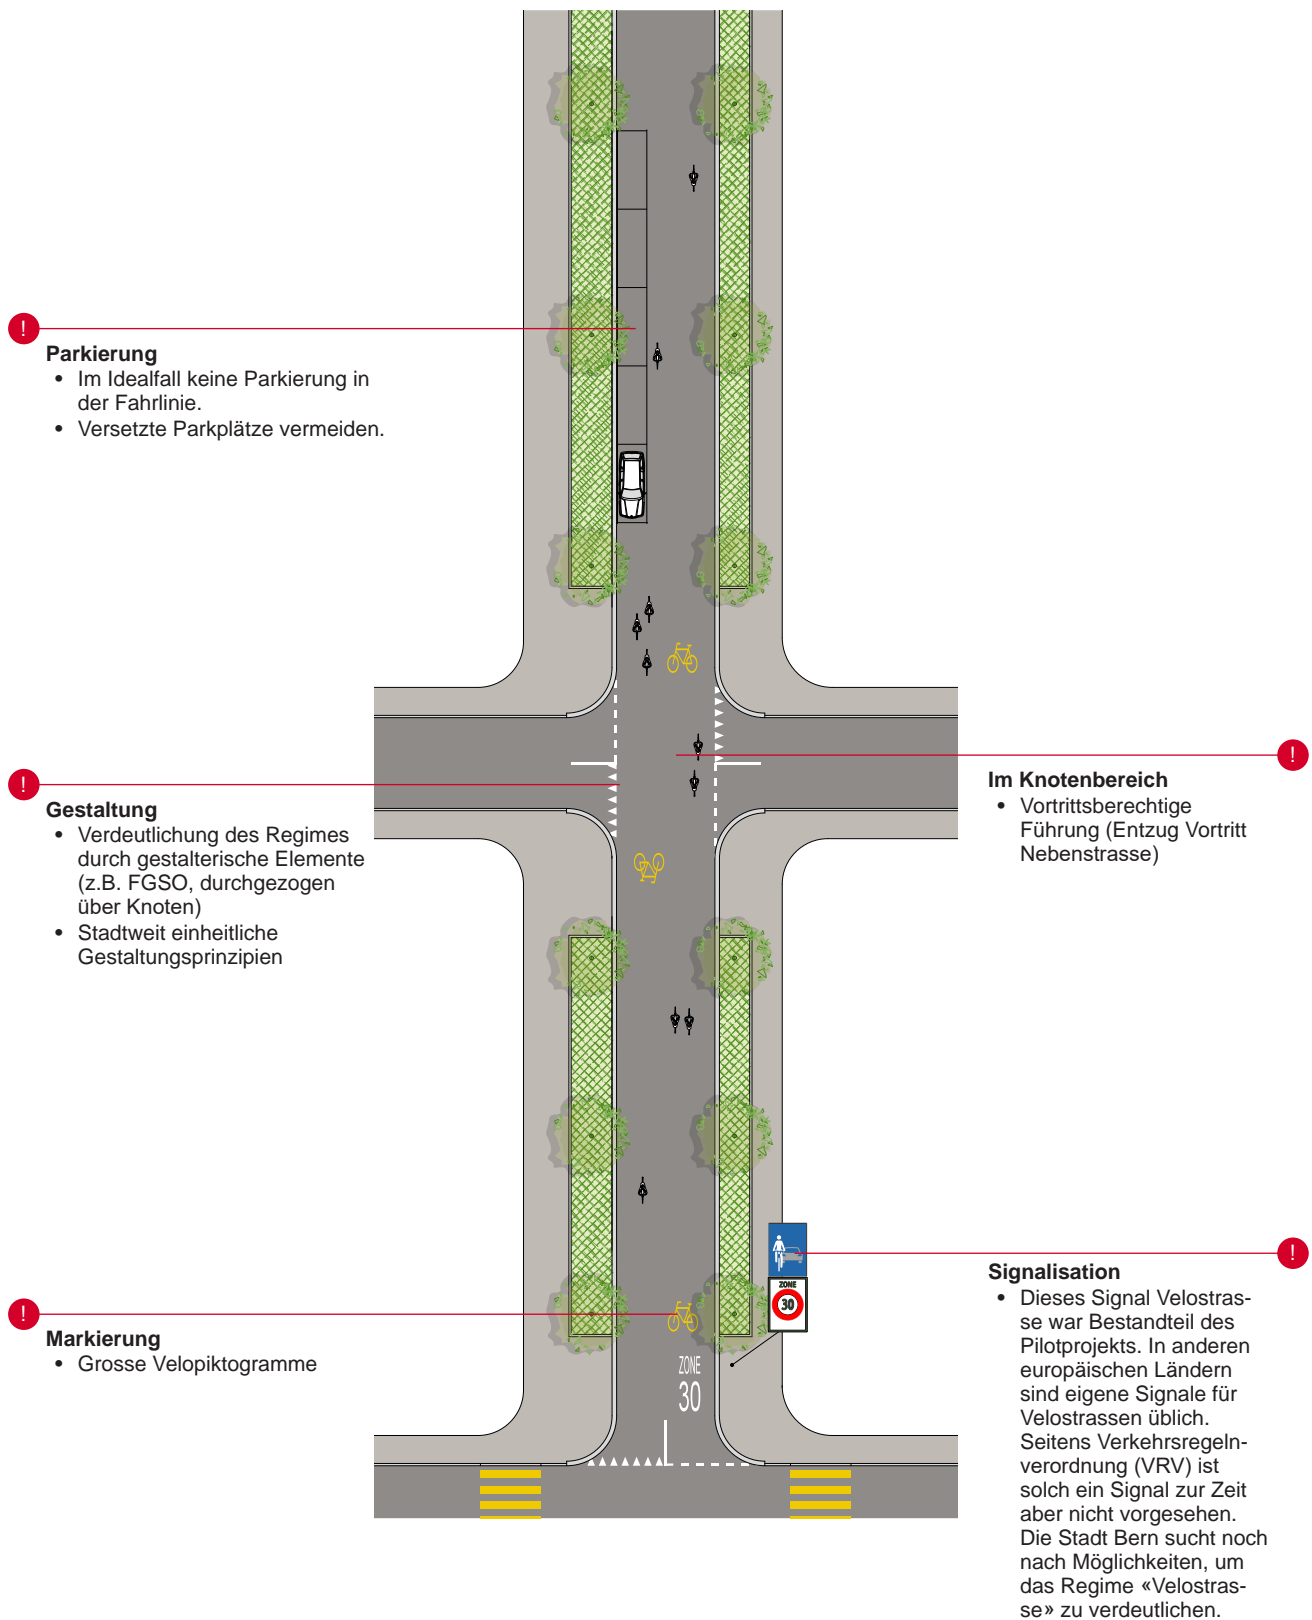 !
Parkierung
• Im Idealfall keine Parkierung in
der Fahrlinie.
• Versetzte Parkplätze vermeiden.
!
Gestaltung
• Verdeutlichung des Regimes
durch gestalterische Elemente
(z.B. FGSO, durchgezogen
über Knoten)
• Stadtweit einheitliche
Gestaltungsprinzipien
!
Im Knotenbereich
• Vortrittsberechtige
Führung (Entzug Vortritt
Nebenstrasse)
!
Markierung
• Grosse Velopiktogramme
ZONE
30
ZONE
30
!
Signalisation
• Dieses Signal Velostras-
se war Bestandteil des
Pilotprojekts. In anderen
europäischen Ländern
sind eigene Signale für
Velostrassen üblich.
Seitens Verkehrsregeln-
verordnung (VRV) ist
solch ein Signal zur Zeit
aber nicht vorgesehen.
Die Stadt Bern sucht noch
nach Möglichkeiten, um
das Regime «Velostras-
se» zu verdeutlichen.